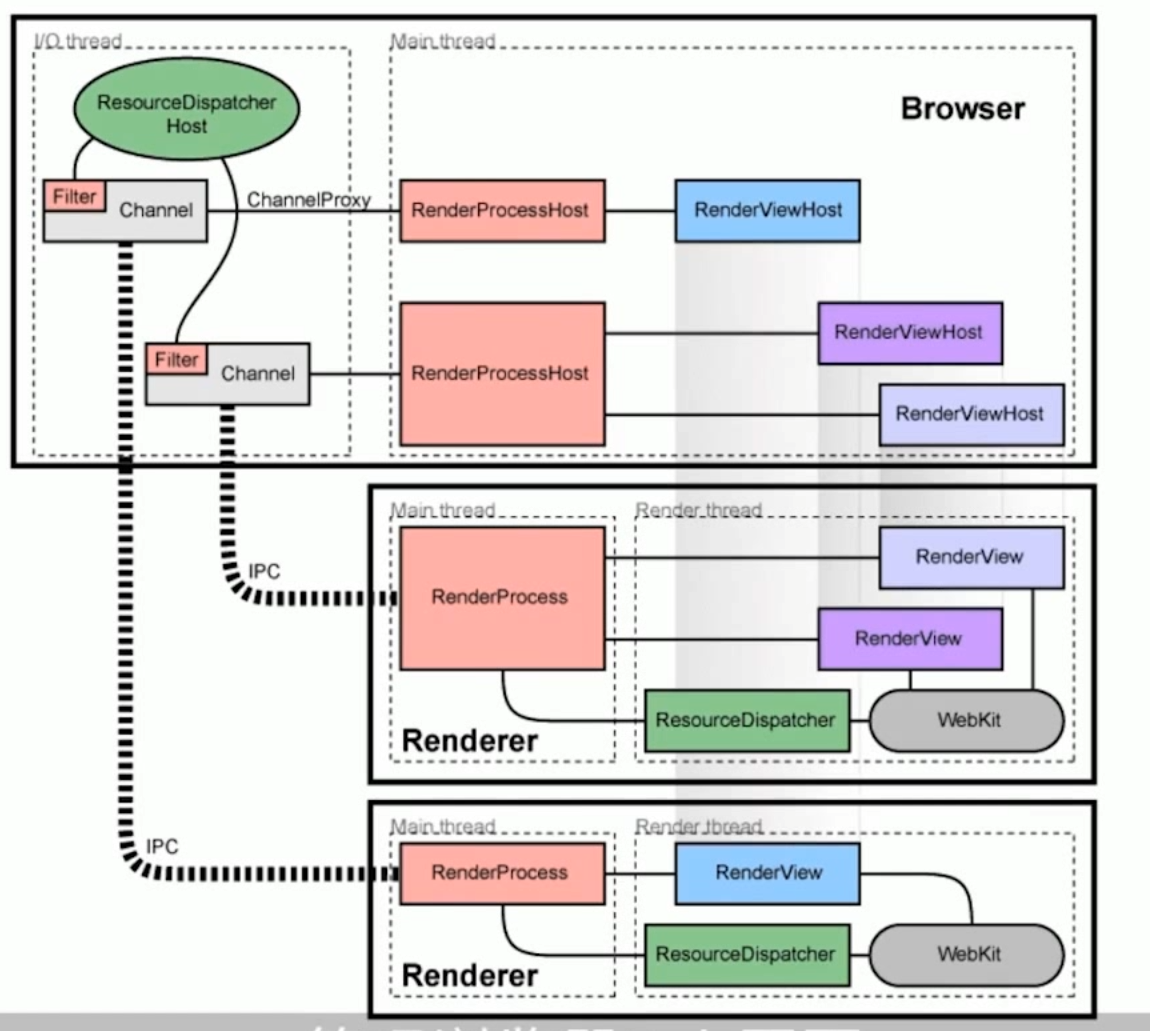 I/O thread
Main thread
ResourceDispatcher
Host
Browser
Filter
Channel
ChannelProxy
RenderProcessHost
RenderViewHost
Filter
Channel
RenderProcessHost
RenderViewHost
RenderViewHost
Main thread
Render thread
IPC
RenderProcess
RenderView
RenderView
ResourceDispatcher
WebKit
Renderer
Main thread
Render thread
IPC
RenderProcess
RenderView
ResourceDispatcher
WebKit
Renderer